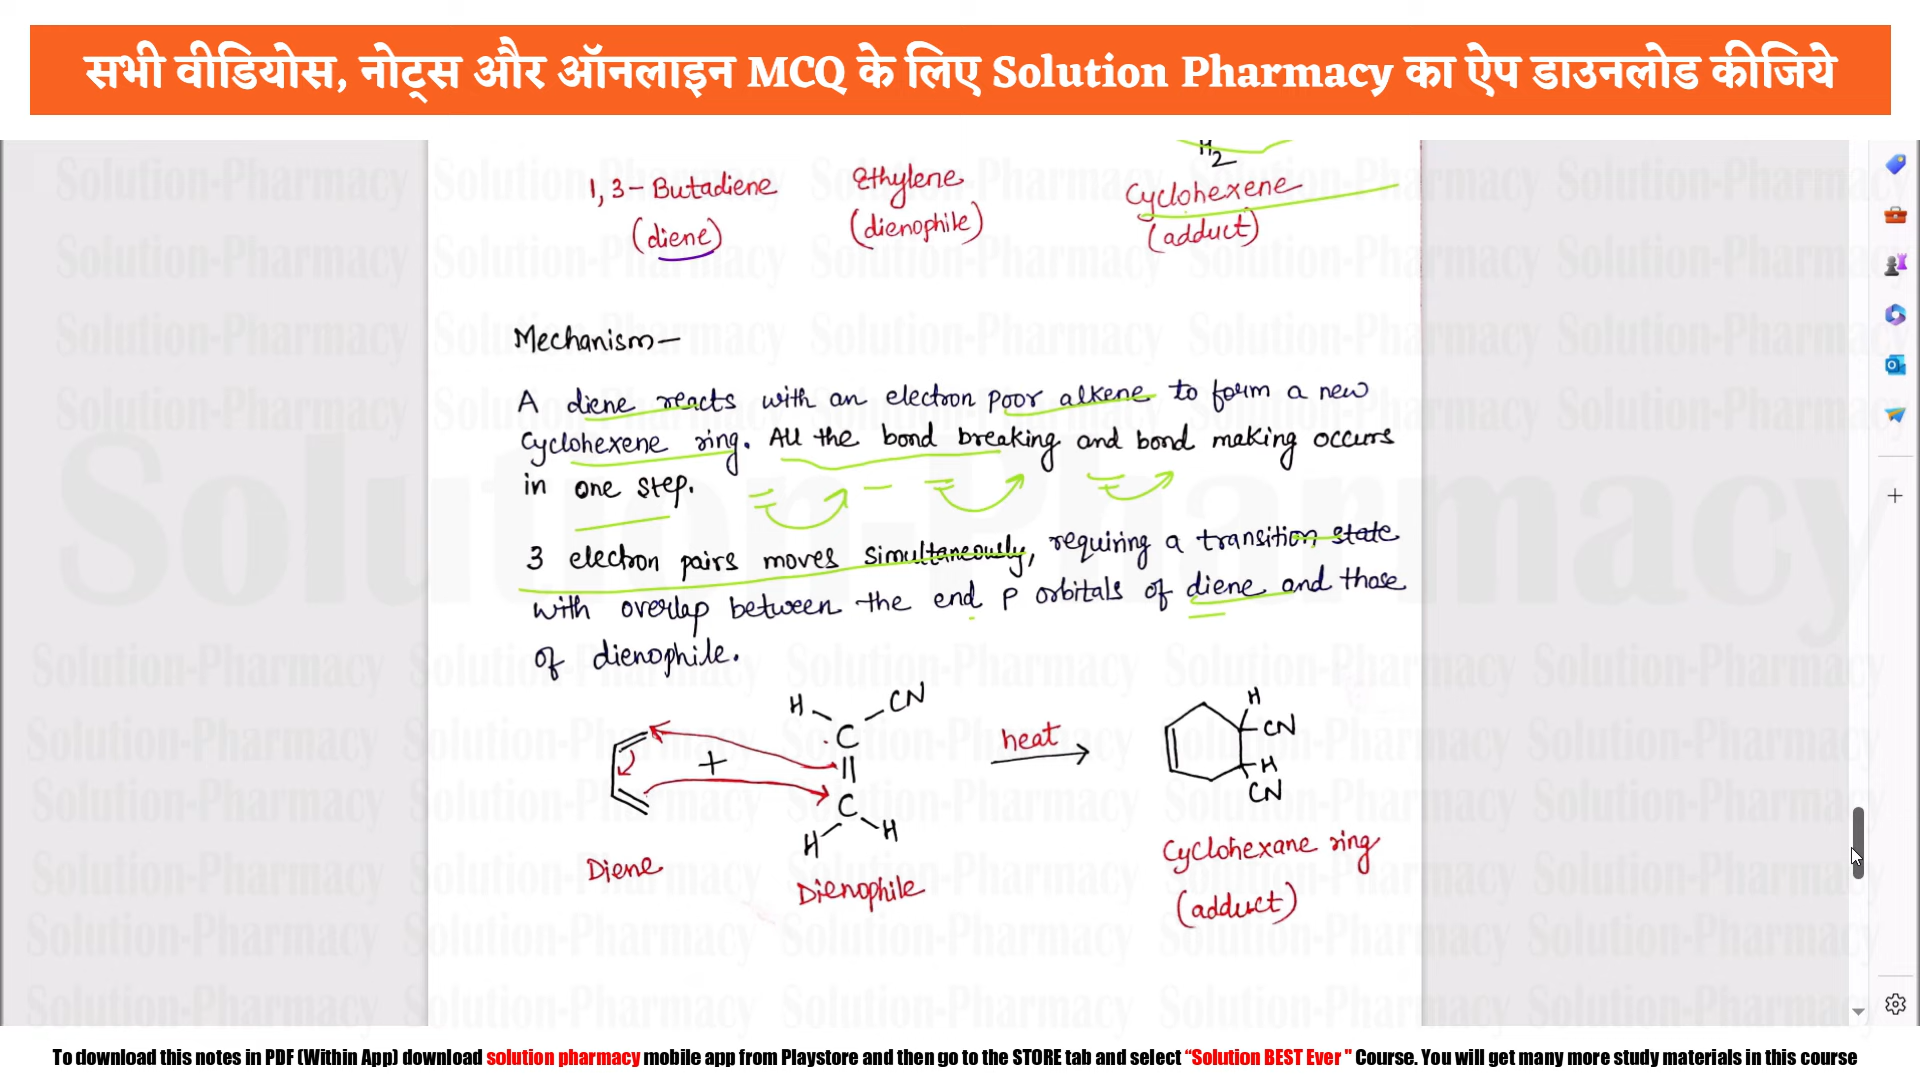 सभी वीडियोस, नोट्स और ऑनलाइन MCQ के लिए Solution Pharmacy का ऐप डाउनलोड कीजिये
H2
1,3-Butadiene
(diene)
Ethylene
(dienophile)
Cyclohexene
(adduct)
Mechanism-
A diene reacts with an electron poor alkene to form a new
Cyclohexene ring. All the bond breaking and bond making occurs
in one step.
3 electron pairs moves simultaneously, requiring a transition state
with overlap between the end p orbitals of diene and those
of dienophile.
H CN
C
+
C
H H
heat
H
CN
H
CN
Diene
Dienophile
Cyclohexane ring
(adduct)
Solution-Pharmacy
To download this notes in PDF (Within App) download solution pharmacy mobile app from Playstore and then go to the STORE tab and select "Solution BEST Ever " Course. You will get many more study materials in this course